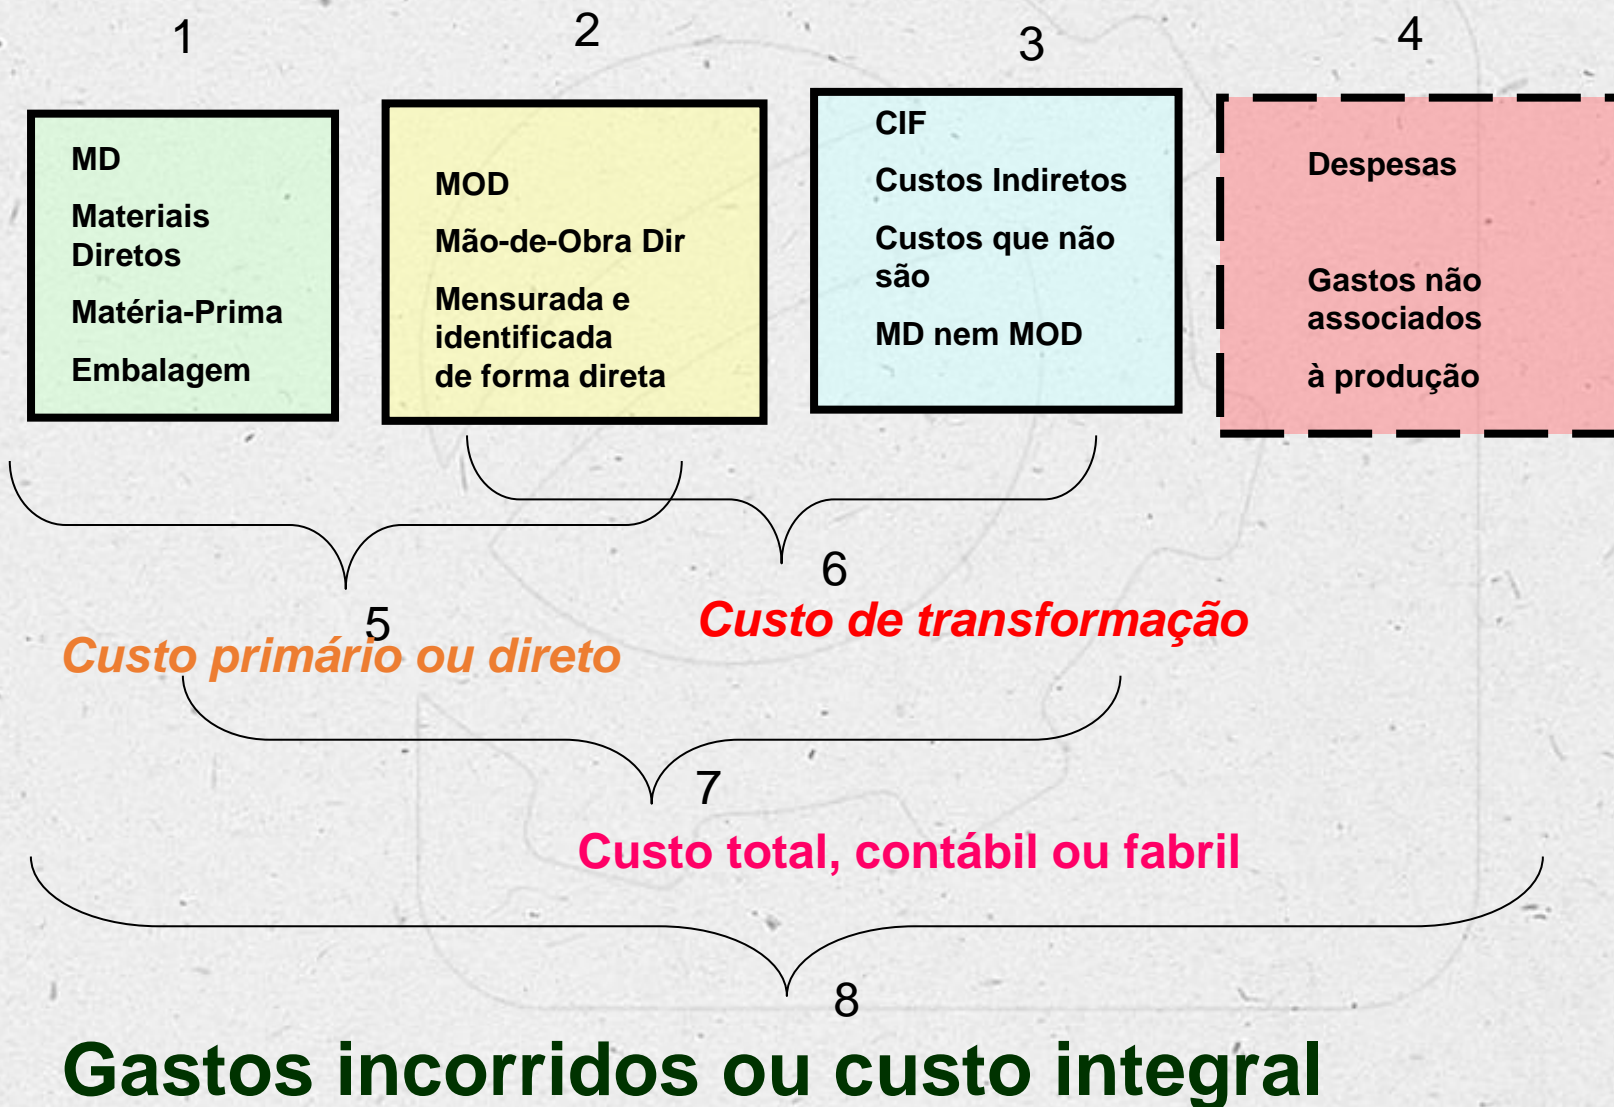 1
2
3
4
MD
Materiais
Diretos
Matéria-Prima
Embalagem
MOD
Mão-de-Obra Dir
Mensurada e
identificada
de forma direta
CIF
Custos Indiretos
Custos que não
são
MD nem MOD
Despesas
Gastos não
associados
à produção
5
Custo primário ou direto
6
Custo de transformação
7
Custo total, contábil ou fabril
8
Gastos incorridos ou custo integral